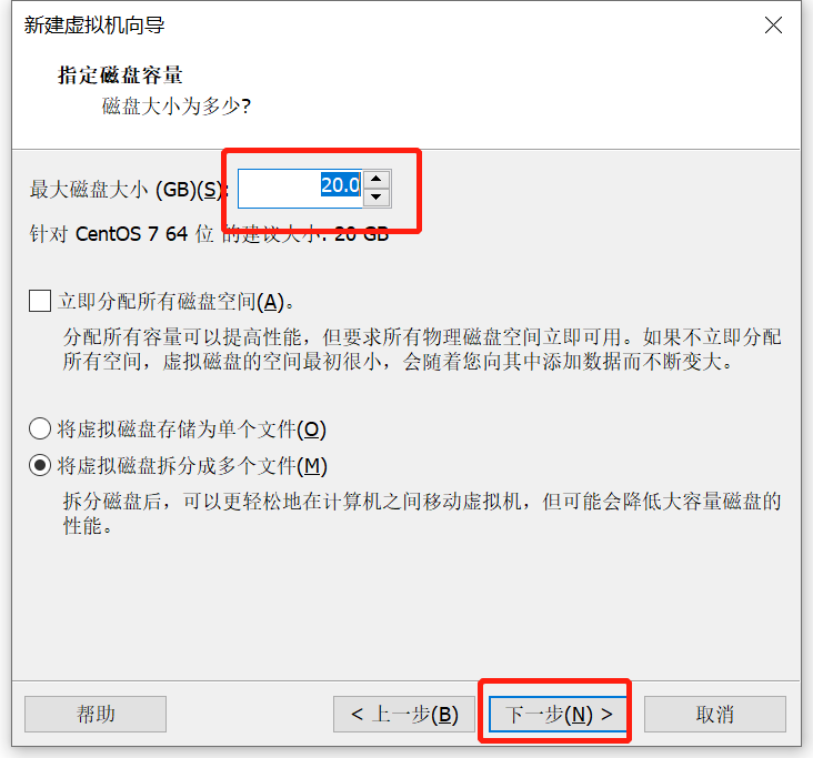 新建虚拟机向导
指定磁盘容量
磁盘大小为多少?
最大磁盘大小 (GB)(S): 20.0
针对 CentOS 7 64 位 的建议大小: 20 GB
立即分配所有磁盘空间(A)。
分配所有容量可以提高性能，但要求所有物理磁盘空间立即可用。如果不立即分配
所有空间，虚拟磁盘的空间最初很小，会随着您向其中添加数据而不断变大。
将虚拟磁盘存储为单个文件(O)
将虚拟磁盘拆分成多个文件(M)
拆分磁盘后，可以更轻松地在计算机之间移动虚拟机，但可能会降低大容量磁盘的
性能。
帮助 < 上一步(B) 下一步(N) > 取消